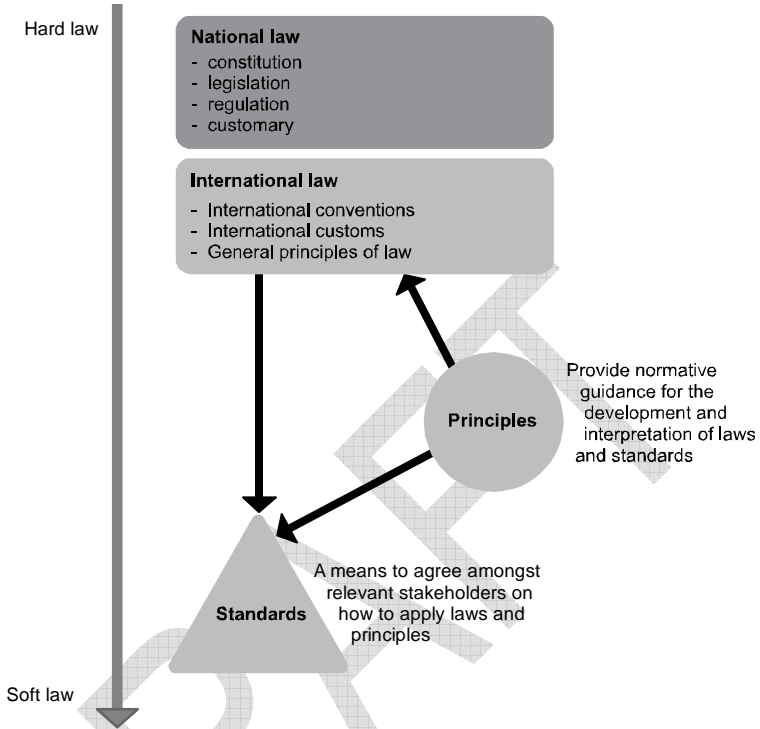 Hard law
National law
- constitution
- legislation
- regulation
- customary
International law
- International conventions
- International customs
- General principles of law
Principles
Provide normative
guidance for the
development and
interpretation of laws
and standards
Standards
A means to agree amongst
relevant stakeholders on
how to apply laws and
principles
Soft law
DRAFT